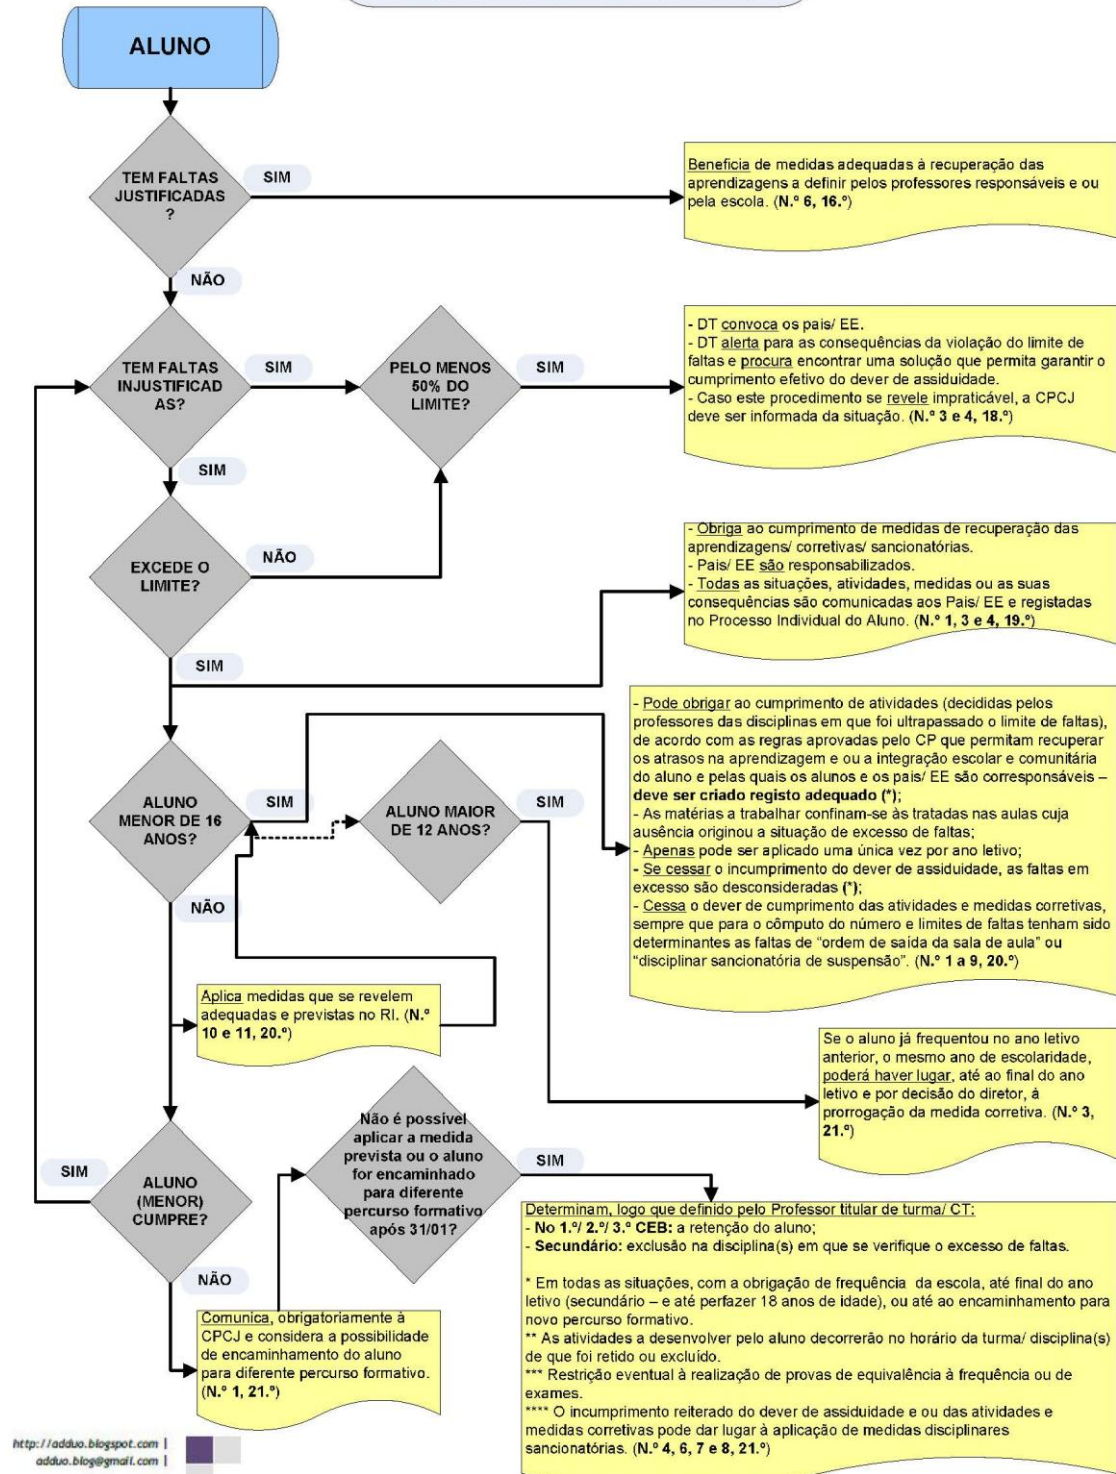 ALUNO
TEM FALTAS
JUSTIFICADAS
?
SIM
Beneficia de medidas adequadas à recuperação das
aprendizagens a definir pelos professores responsáveis e ou
pela escola. (N.º 6, 16.º)
NÃO
TEM FALTAS
INJUSTIFICAD
AS?
SIM
PELO MENOS
50% DO
LIMITE?
SIM
- DT convoca os pais/ EE.
- DT alerta para as consequências da violação do limite de
faltas e procura encontrar uma solução que permita garantir o
cumprimento efetivo do dever de assiduidade.
- Caso este procedimento se revele impraticável, a CPCJ
deve ser informada da situação. (N.º 3 e 4, 18.º)
SIM
EXCEDE O
LIMITE?
NÃO
- Obriga ao cumprimento de medidas de recuperação das
aprendizagens/ corretivas/ sancionatórias.
- Pais/ EE são responsabilizados.
- Todas as situações, atividades, medidas ou as suas
consequências são comunicadas aos Pais/ EE e registadas
no Processo Individual do Aluno. (N.º 1, 3 e 4, 19.º)
SIM
ALUNO
MENOR DE 16
ANOS?
SIM
ALUNO MAIOR
DE 12 ANOS?
SIM
- Pode obrigar ao cumprimento de atividades (decididas pelos
professores das disciplinas em que foi ultrapassado o limite de faltas),
de acordo com as regras aprovadas pelo CP que permitam recuperar
os atrasos na aprendizagem e ou a integração escolar e comunitária
do aluno e pelas quais os alunos e os pais/ EE são corresponsáveis –
deve ser criado registo adequado (*);
- As matérias a trabalhar confinam-se às tratadas nas aulas cuja
ausência originou a situação de excesso de faltas;
- Apenas pode ser aplicado uma única vez por ano letivo;
- Se cessar o incumprimento do dever de assiduidade, as faltas em
excesso são desconsideradas (*);
- Cessa o dever de cumprimento das atividades e medidas corretivas,
sempre que para o cômputo do número e limites de faltas tenham sido
determinantes as faltas de “ordem de saída da sala de aula” ou
“disciplinar sancionatória de suspensão”. (N.º 1 a 9, 20.º)
NÃO
Aplica medidas que se revelem
adequadas e previstas no RI. (N.º
10 e 11, 20.º)
Se o aluno já frequentou no ano letivo
anterior, o mesmo ano de escolaridade,
poderá haver lugar, até ao final do ano
letivo e por decisão do diretor, à
prorrogação da medida corretiva. (N.º 3,
21.º)
Não é possível
aplicar a medida
prevista ou o aluno
for encaminhado
para diferente
percurso formativo
após 31/01?
SIM
SIM
ALUNO
(MENOR)
CUMPRE?
NÃO
Comunica, obrigatoriamente à
CPCJ e considera a possibilidade
de encaminhamento do aluno
para diferente percurso formativo.
(N.º 1, 21.º)
Determinam, logo que definido pelo Professor titular de turma/ CT:
- No 1.º/ 2.º/ 3.º CEB: a retenção do aluno;
- Secundário: exclusão na disciplina(s) em que se verifique o excesso de faltas.
* Em todas as situações, com a obrigação de frequência da escola, até final do ano
letivo (secundário – e até perfazer 18 anos de idade), ou até ao encaminhamento para
novo percurso formativo.
** As atividades a desenvolver pelo aluno decorrerão no horário da turma/ disciplina(s)
de que foi retido ou excluído.
*** Restrição eventual à realização de provas de equivalência à frequência ou de
exames.
**** O incumprimento reiterado do dever de assiduidade e ou das atividades e
medidas corretivas pode dar lugar à aplicação de medidas disciplinares
sancionatórias. (N.º 4, 6, 7 e 8, 21.º)
http://adduo.blogspot.com |
adduo.blog@gmail.com |